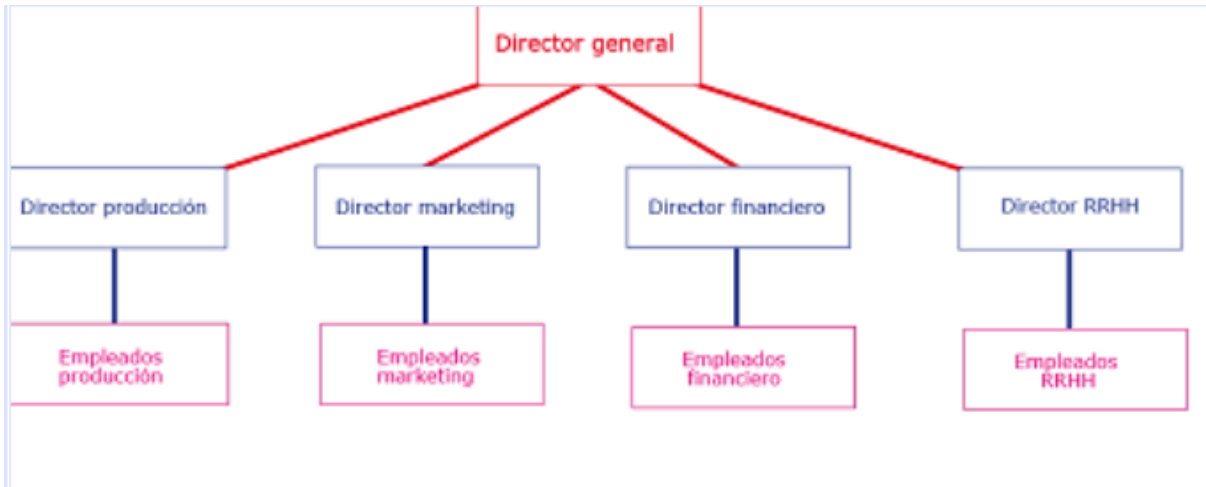 Director general
Director producción
Director marketing
Director financiero
Director RRHH
Empleados
producción
Empleados
marketing
Empleados
financiero
Empleados
RRHH